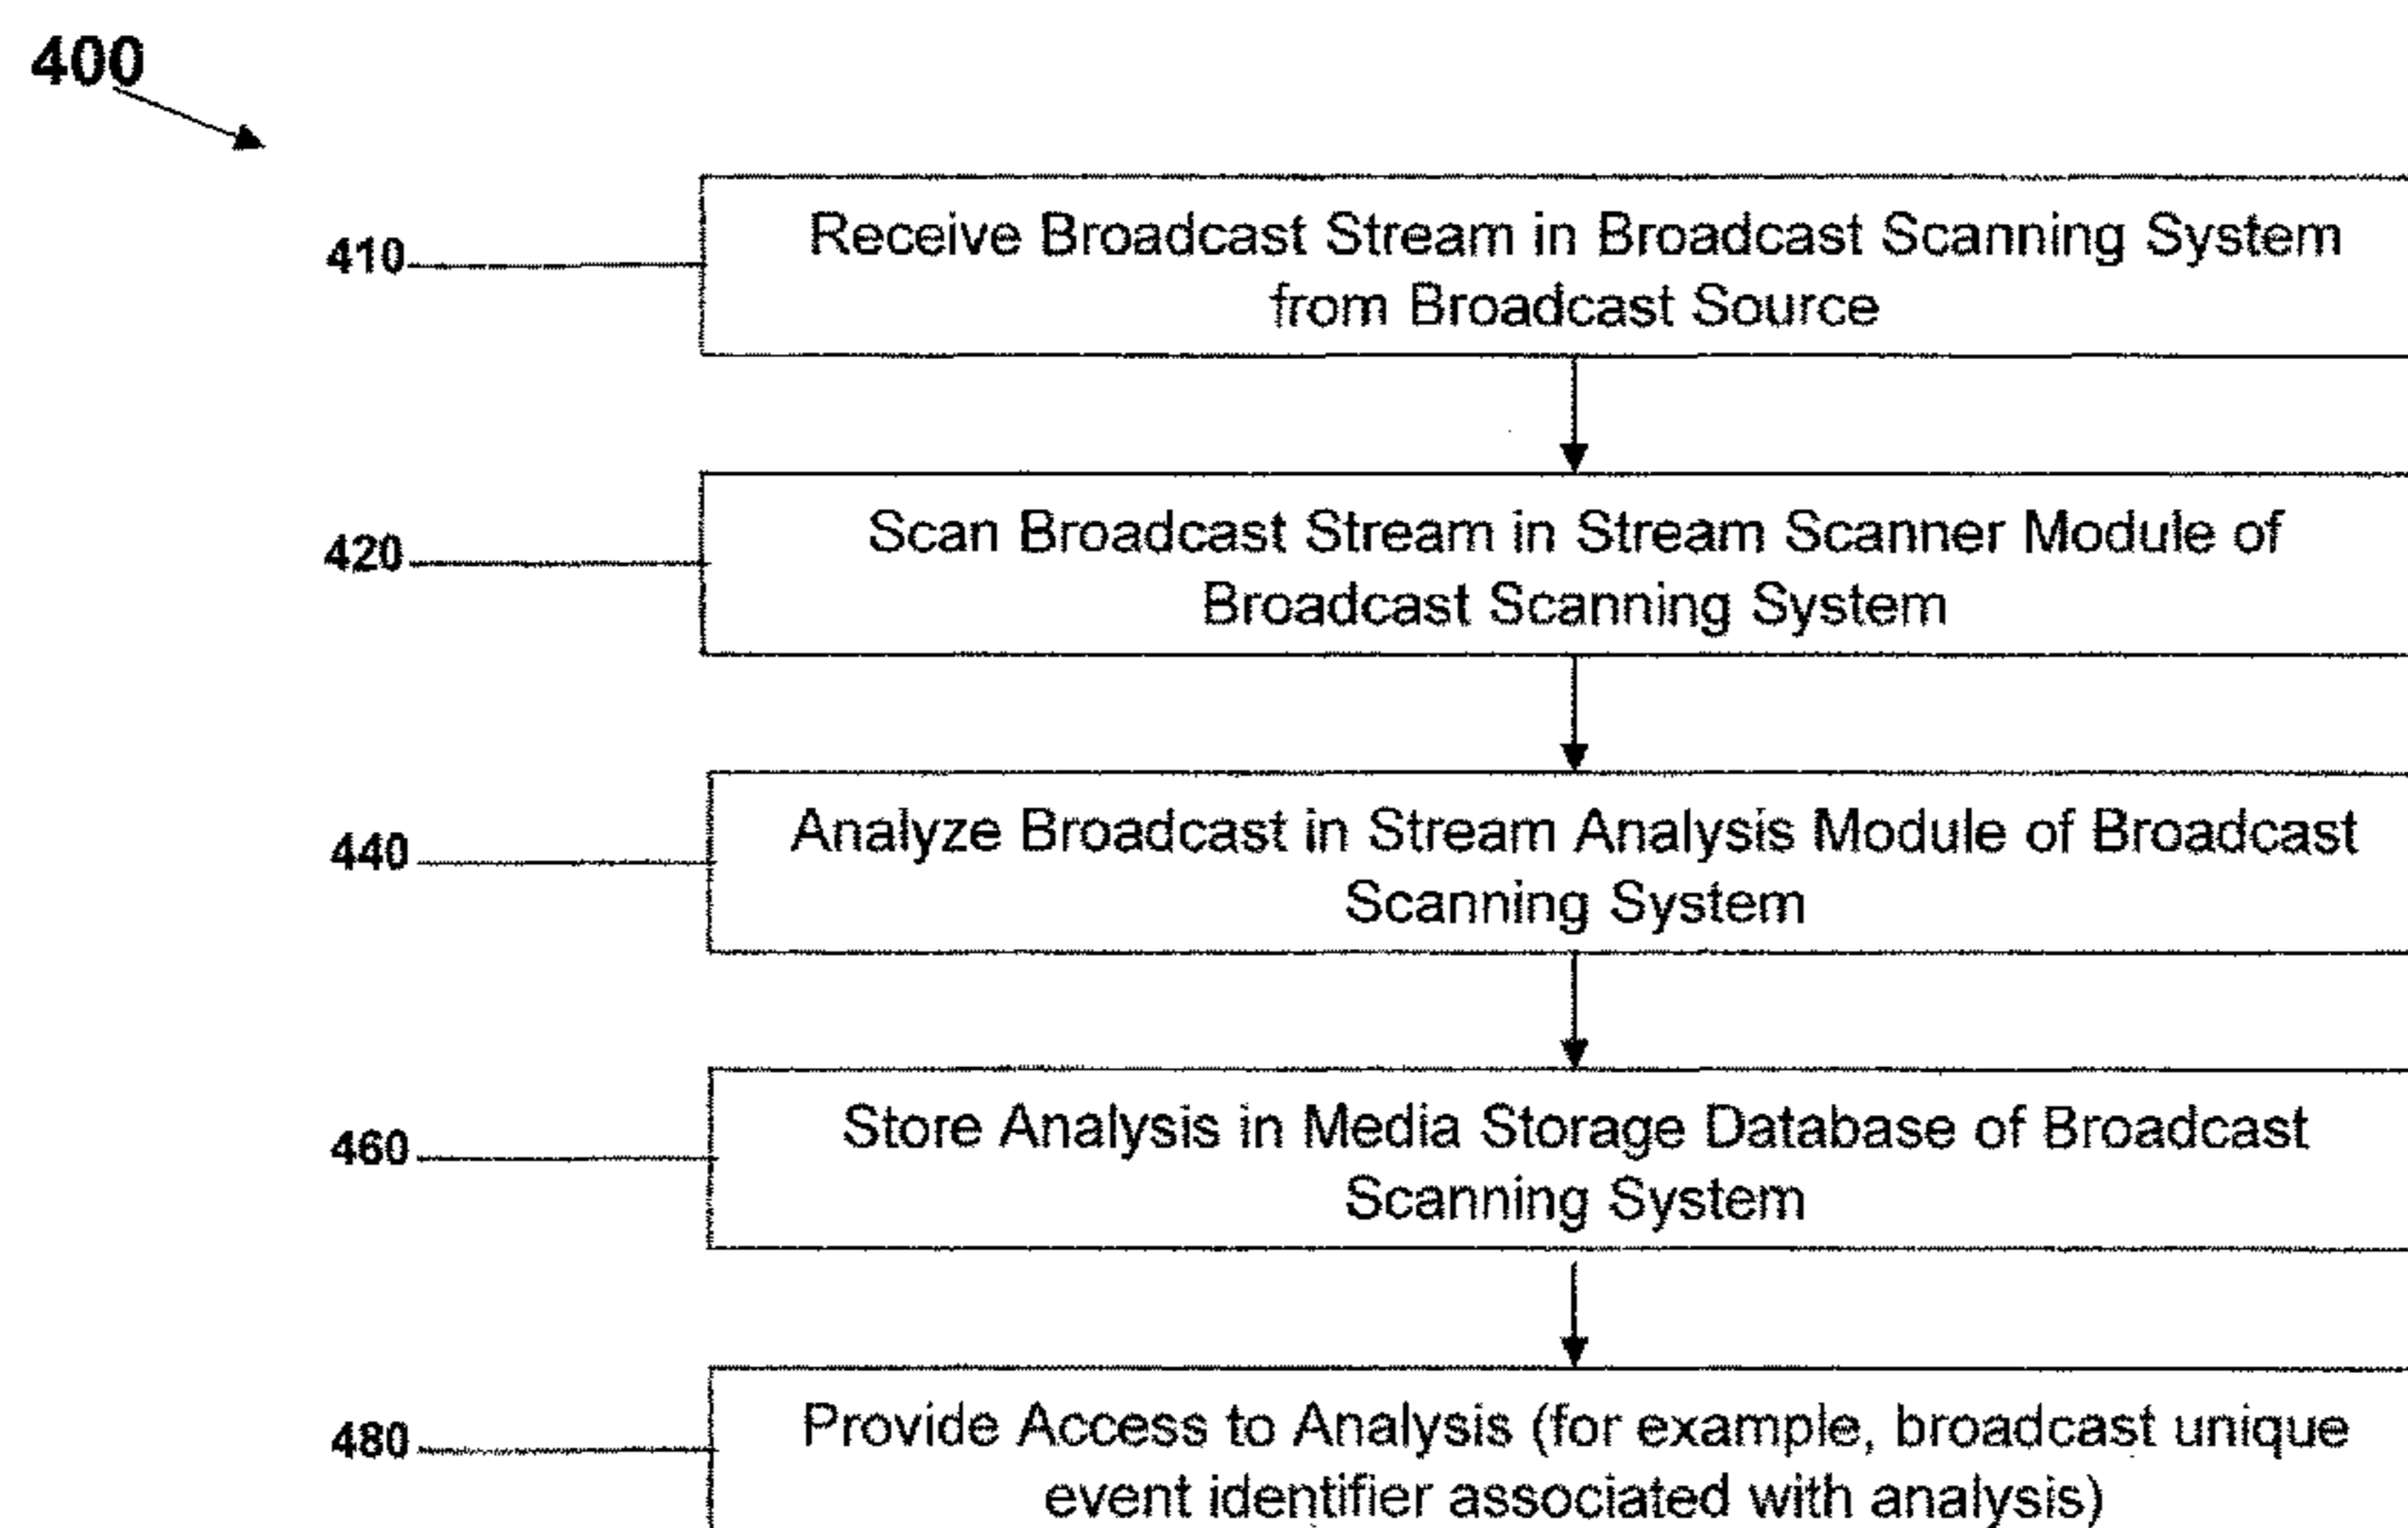 400
410
Receive Broadcast Stream in Broadcast Scanning System
from Broadcast Source
420
Scan Broadcast Stream in Stream Scanner Module of
Broadcast Scanning System
440
Analyze Broadcast in Stream Analysis Module of Broadcast
Scanning System
460
Store Analysis in Media Storage Database of Broadcast
Scanning System
480
Provide Access to Analysis (for example, broadcast unique
event identifier associated with analysis)